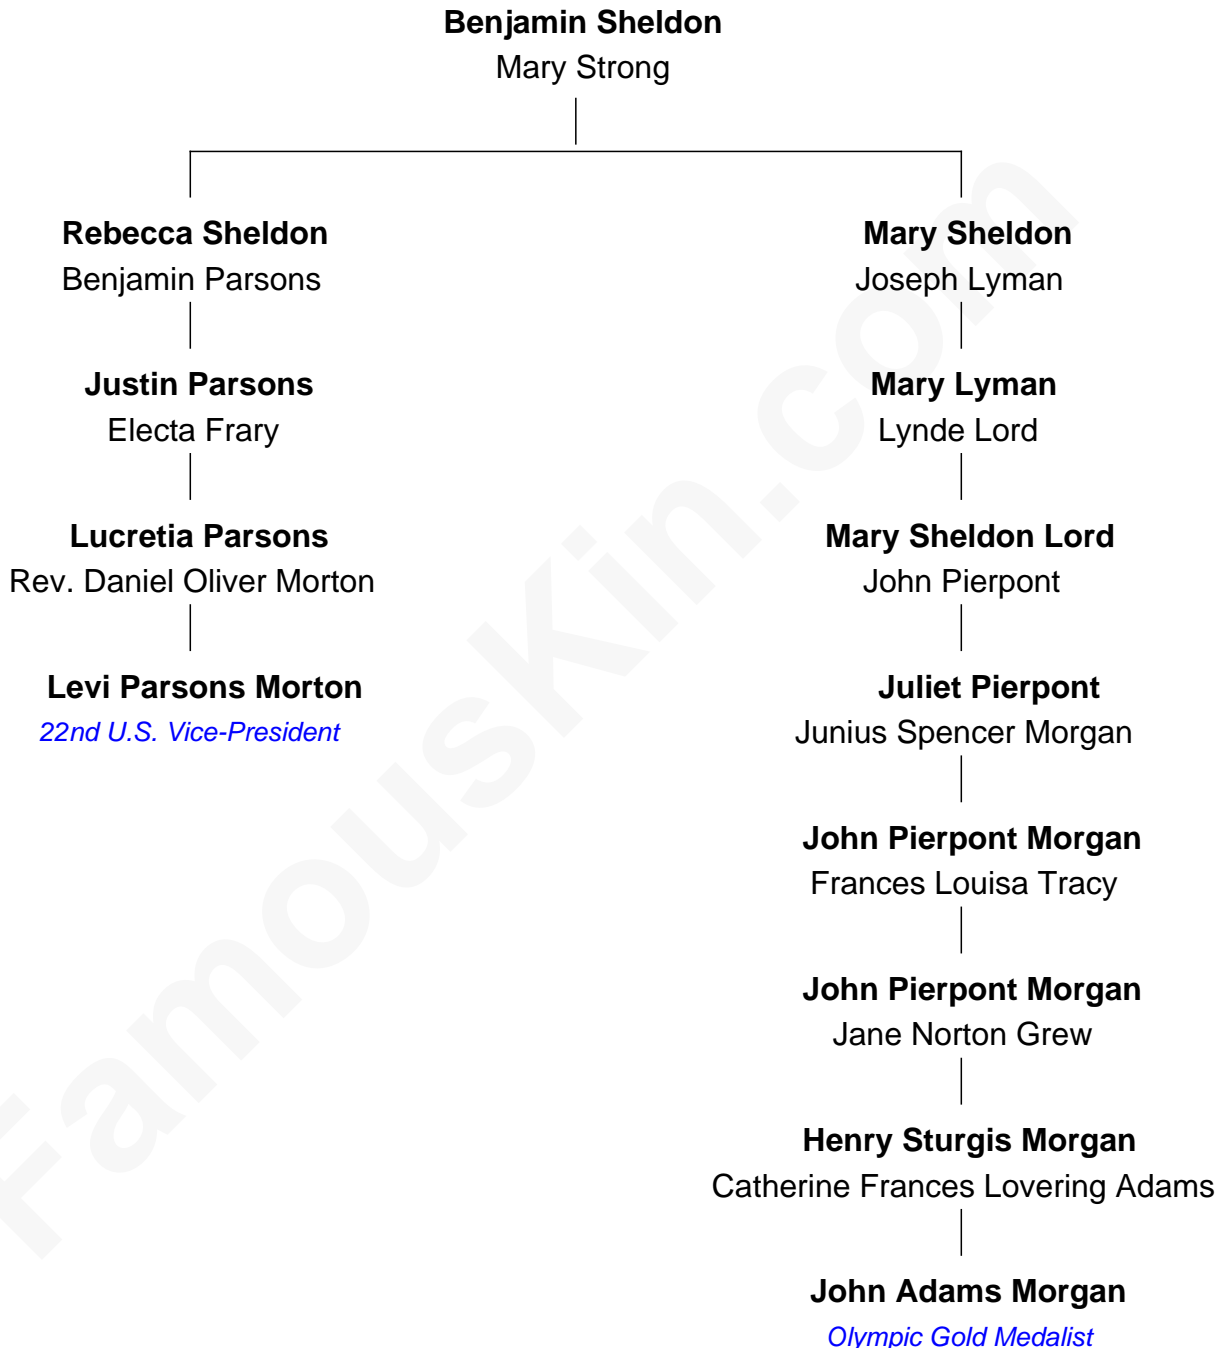 Benjamin Sheldon
Mary Strong
Rebecca Sheldon
Benjamin Parsons
Mary Sheldon
Joseph Lyman
Justin Parsons
Electa Frary
Mary Lyman
Lynde Lord
Lucretia Parsons
Rev. Daniel Oliver Morton
Mary Sheldon Lord
John Pierpont
Levi Parsons Morton
22nd U.S. Vice-President
Juliet Pierpont
Junius Spencer Morgan
John Pierpont Morgan
Frances Louisa Tracy
John Pierpont Morgan
Jane Norton Grew
Henry Sturgis Morgan
Catherine Frances Lovering Adams
John Adams Morgan
Olympic Gold Medalist
FamousKin.com